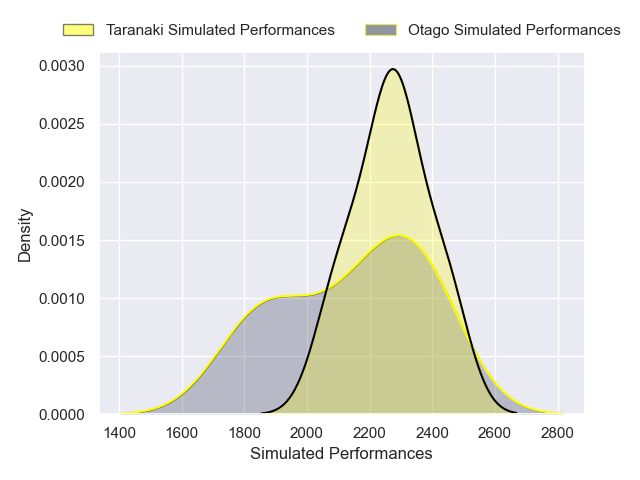 Taranaki Simulated Performances Otago Simulated Performances
0.0030
0.0025
0.0020
0.0015
0.0010
0.0005
0.0000
Density
1400 1600 1800 2000 2200 2400 2600 2800
Simulated Performances